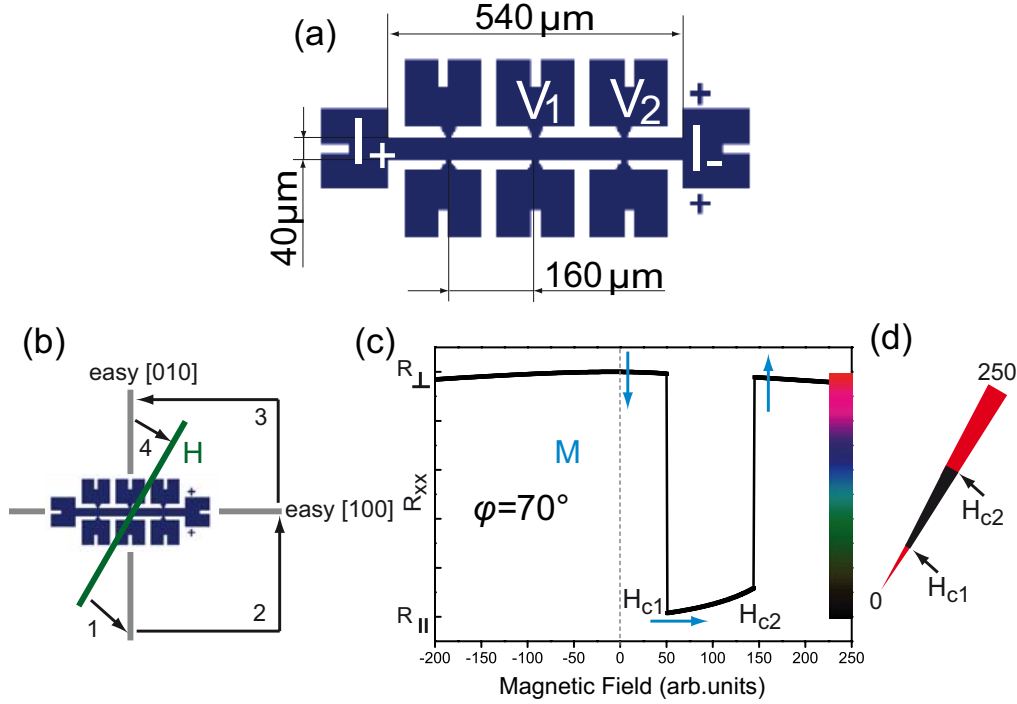 (a)
540 µm
V1
V2
+
I+
I-
+
40µm
160 µm
(b)
easy [010]
3
4
H
easy [100]
1
2
(c)
R⊥
M
Rxx
φ=70°
Hc1
Hc2
R||
-200 -150 -100 -50 0 50 100 150 200 250
Magnetic Field (arb.units)
(d)
250
Hc2
Hc1
0